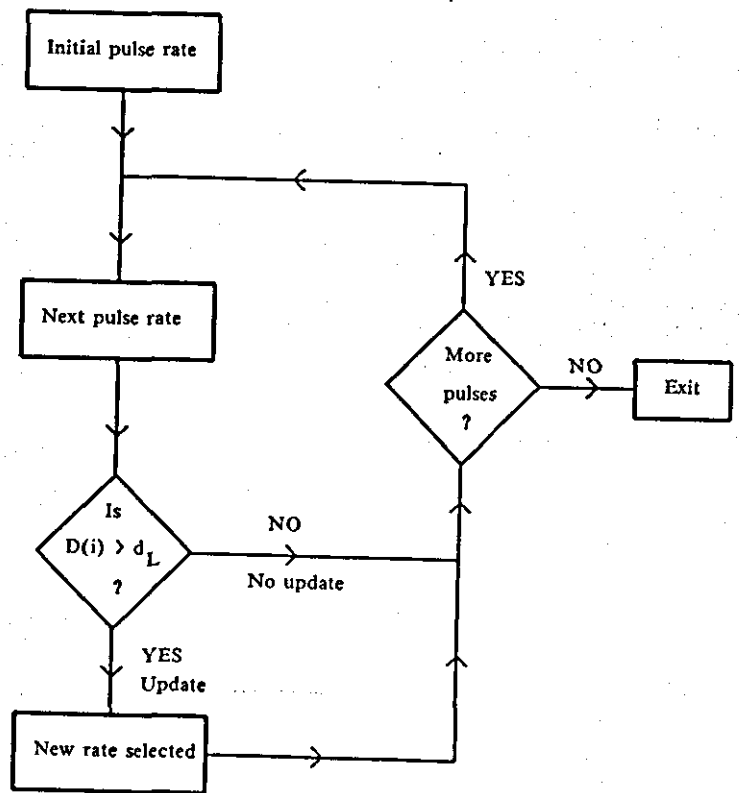 Initial pulse rate
Next pulse rate
Is
D(i) > d_L
?
NO
No update
YES
Update
New rate selected
More
pulses
?
YES
NO
Exit